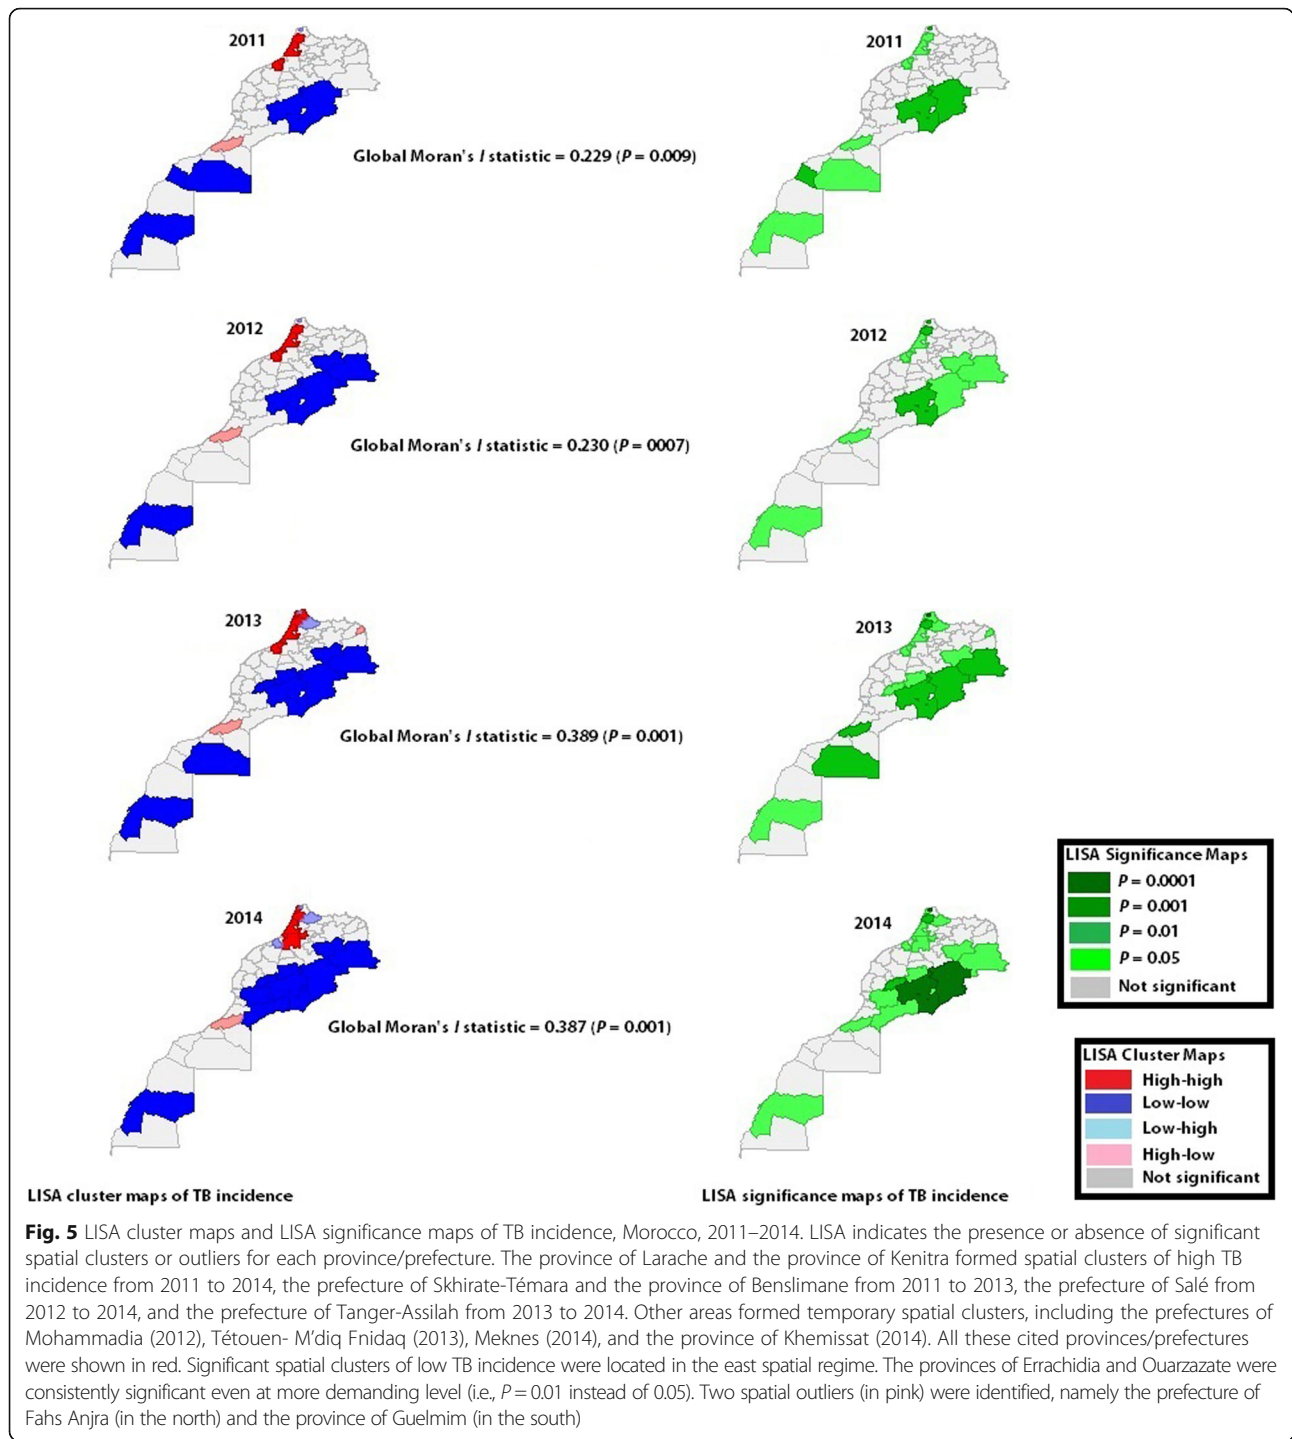 2011
2011
Global Moran's I statistic = 0.229 (P = 0.009)
2012
2012
Global Moran's I statistic = 0.230 (P = 0007)
2013
2013
Global Moran's I statistic = 0.389 (P = 0.001)
LISA Significance Maps
P = 0.0001
P = 0.001
P = 0.01
P = 0.05
Not significant
2014
2014
Global Moran's I statistic = 0.387 (P = 0.001)
LISA Cluster Maps
High-high
Low-low
Low-high
High-low
Not significant
LISA cluster maps of TB incidence
LISA significance maps of TB incidence
Fig. 5 LISA cluster maps and LISA significance maps of TB incidence, Morocco, 2011–2014. LISA indicates the presence or absence of significant
spatial clusters or outliers for each province/prefecture. The province of Larache and the province of Kenitra formed spatial clusters of high TB
incidence from 2011 to 2014, the prefecture of Skhirate-Témara and the province of Benslimane from 2011 to 2013, the prefecture of Salé from
2012 to 2014, and the prefecture of Tanger-Assilah from 2013 to 2014. Other areas formed temporary spatial clusters, including the prefectures of
Mohammadia (2012), Tétouen- M'diq Fnidaq (2013), Meknes (2014), and the province of Khemissat (2014). All these cited provinces/prefectures
were shown in red. Significant spatial clusters of low TB incidence were located in the east spatial regime. The provinces of Errachidia and Ouarzazate were
consistently significant even at more demanding level (i.e., P = 0.01 instead of 0.05). Two spatial outliers (in pink) were identified, namely the prefecture of
Fahs Anjra (in the north) and the province of Guelmim (in the south)